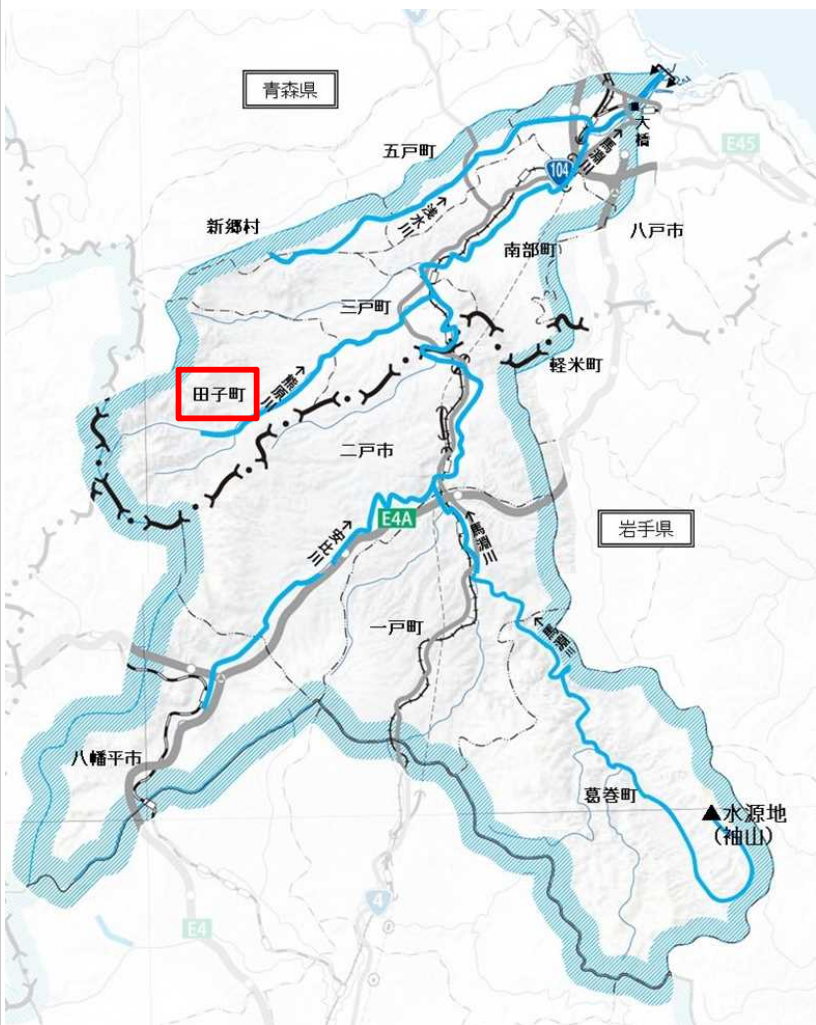 青森県
大橋
E45
五戸町
↑馬淵川
104
↑浅水川
新郷村
八戸市
南部町
三戸町
軽米町
↑熊原川
田子町
二戸市
E4A
↑馬淵川
岩手県
↑安比川
一戸町
↑馬淵川
八幡平市
葛巻町
▲水源地
(袖山)
4
E4